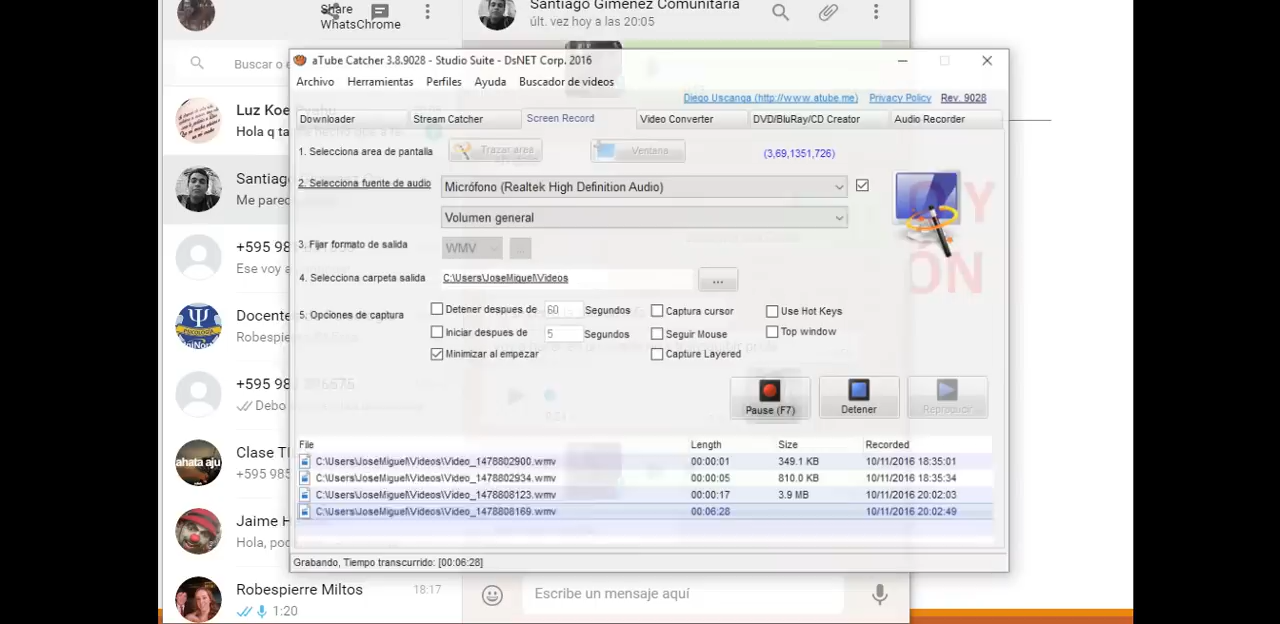 Share
WhatsChrome
Santiago Gimenez Comunitaria
últ. vez hoy a las 20:05
Buscar o e
aTube Catcher 3.8.9028 - Studio Suite - DsNET Corp. 2016
Archivo Herramientas Perfiles Ayuda Buscador de videos
Diego Uscanga (http://www.atube.me) Privacy Policy Rev. 9028
Downloader Stream Catcher Screen Record Video Converter DVD/BluRay/CD Creator Audio Recorder
1. Selecciona area de pantalla Trazar area Ventana (3,69,1351,726)
2. Selecciona fuente de audio Micrófono (Realtek High Definition Audio)
Volumen general
3. Fijar formato de salida WMV ...
4. Selecciona carpeta salida C:\Users\JoseMiguel\Videos ...
5. Opciones de captura
Detener despues de 60 Segundos Captura cursor Use Hot Keys
Iniciar despues de 5 Segundos Seguir Mouse Top window
Minimizar al empezar Capture Layered
Pause (F7) Detener Reproducir
File Length Size Recorded
C:\Users\JoseMiguel\Videos\Video_1478802900.wmv 00:00:01 349.1 KB 10/11/2016 18:35:01
C:\Users\JoseMiguel\Videos\Video_1478802934.wmv 00:00:05 810.0 KB 10/11/2016 18:35:34
C:\Users\JoseMiguel\Videos\Video_1478808123.wmv 00:00:17 3.9 MB 10/11/2016 20:02:03
C:\Users\JoseMiguel\Videos\Video_1478808169.wmv 00:06:28 10/11/2016 20:02:49
Grabando, Tiempo transcurrido: [00:06:28]
Luz Koe
Hola q ta
Santiag
Me parec
+595 98
Ese voy a
Docente
Robespie
+595 98
Debo
Clase T
+595 985
Jaime H
Hola, poc
Robespierre Miltos 18:17
1:20
Escribe un mensaje aquí
PSICOLOGÍA
ahata aju
Y
ÓN